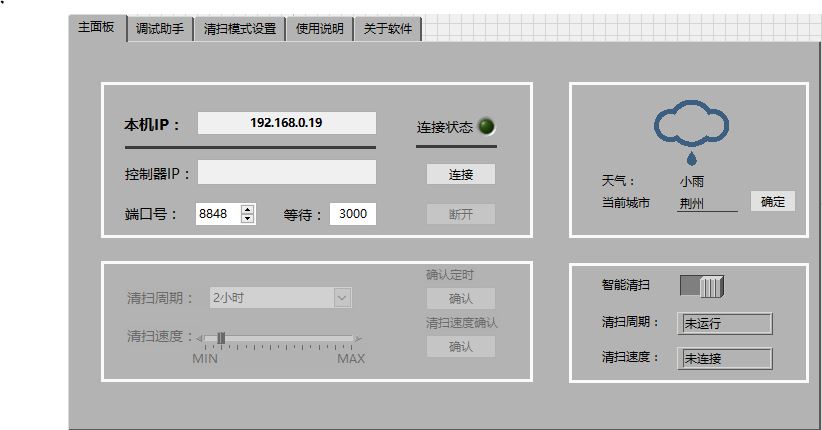 主面板 调试助手 清扫模式设置 使用说明 关于软件
本机IP： 192.168.0.19 连接状态
控制器IP： 连接
端口号： 8848 等待： 3000 断开
天气： 小雨
当前城市 荆州 确定
清扫周期： 2小时 确认定时
确认
清扫速度： 清扫速度确认
MIN MAX 确认
智能清扫
清扫周期： 未运行
清扫速度： 未连接